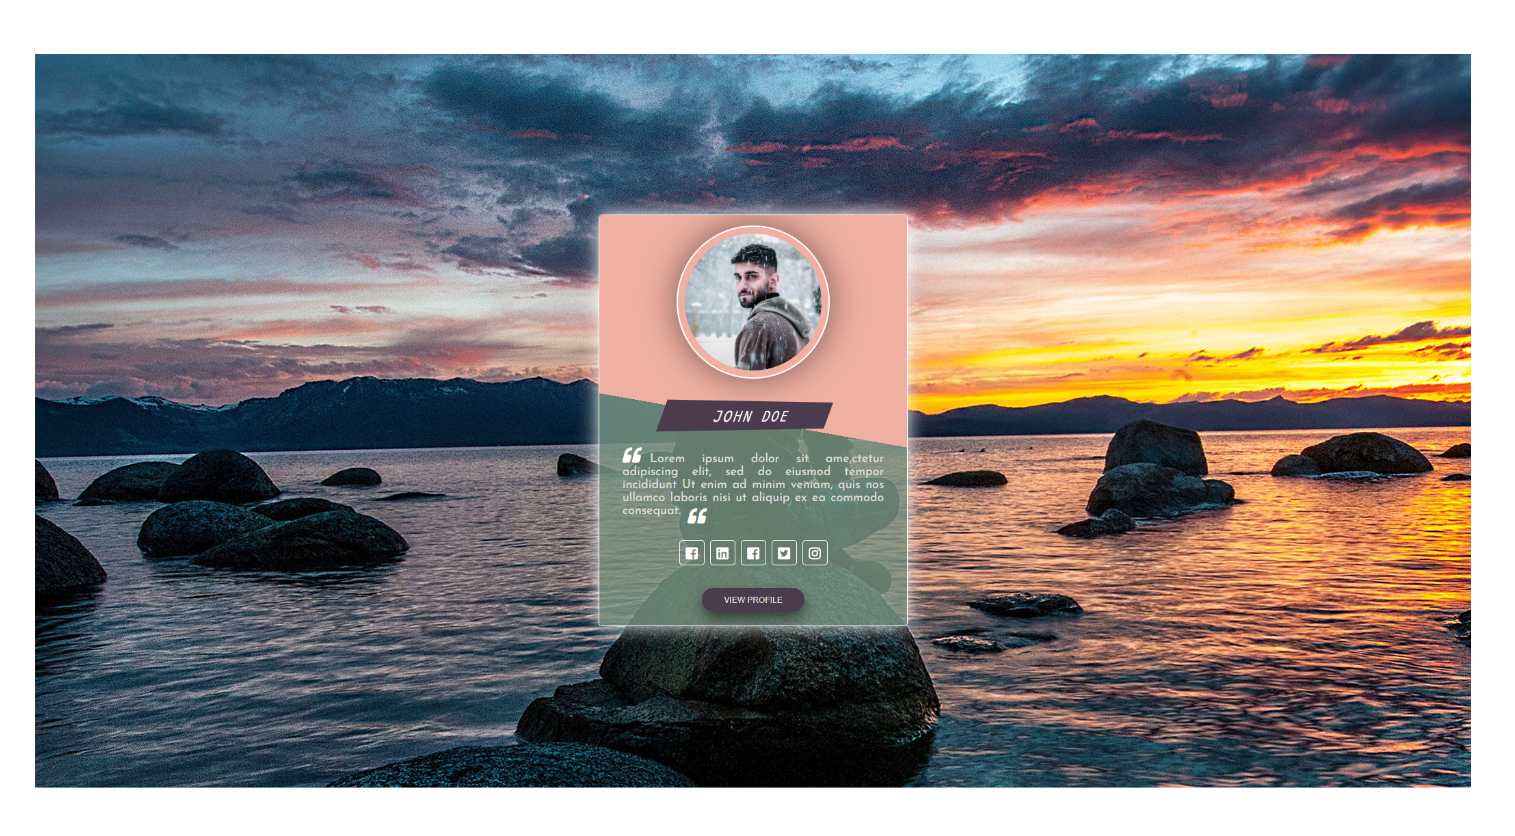 JOHN DOE
Lorem ipsum dolor sit ame,ctetur
adipiscing elit, sed do eiusmod tempor
incididunt Ut enim ad minim veniam, quis nos
ullamco laboris nisi ut aliquip ex ea commodo
consequat.
VIEW PROFILE